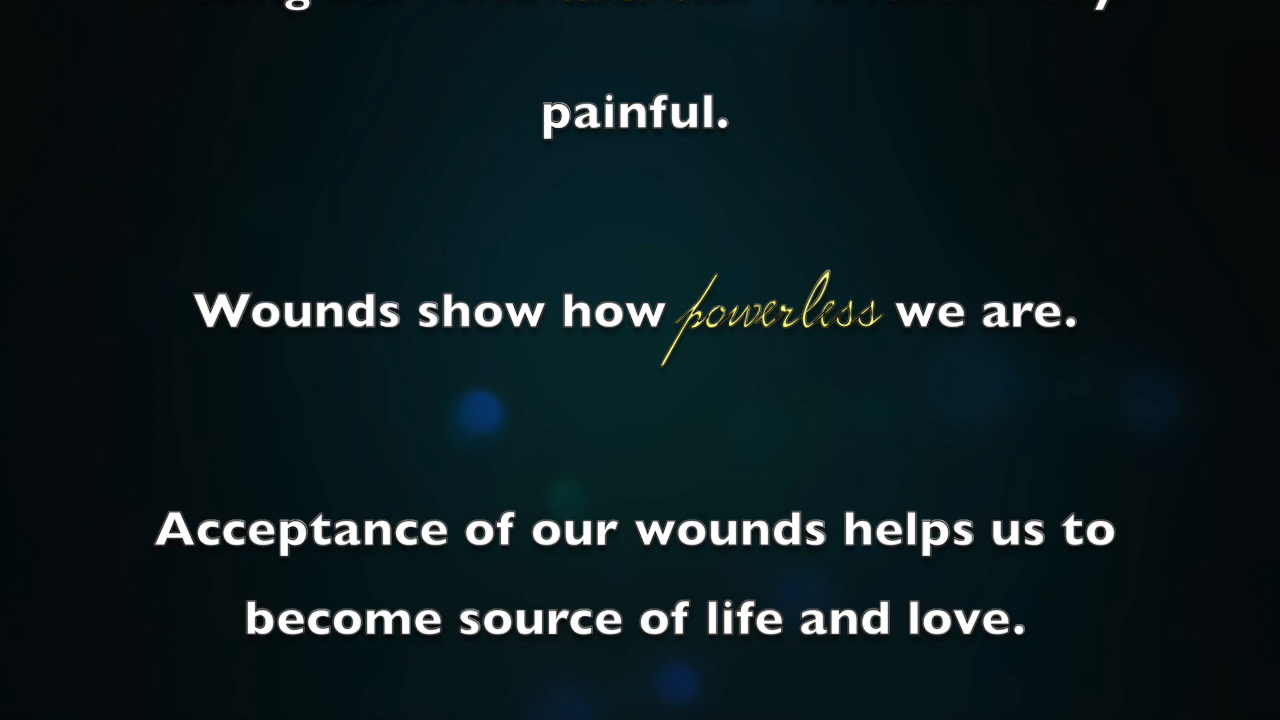 painful.
Wounds show how powerless we are.
Acceptance of our wounds helps us to
become source of life and love.